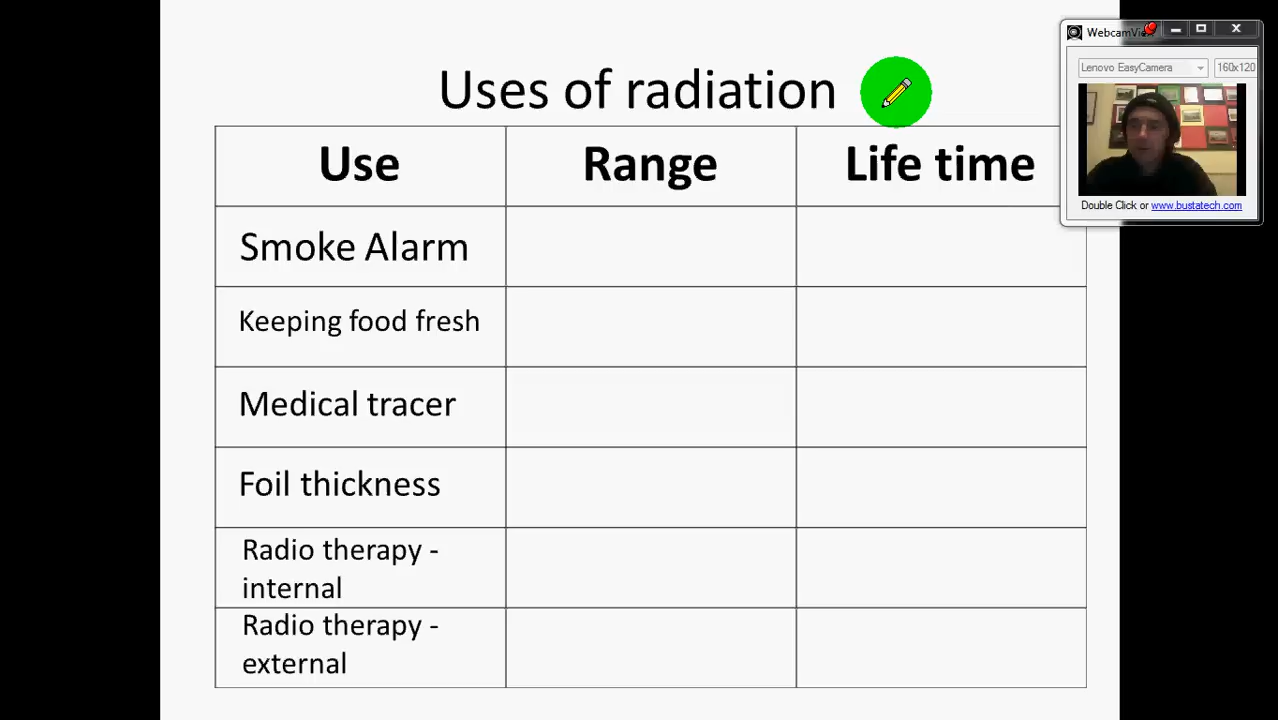 Uses of radiation
Use Range Life time
Smoke Alarm
Keeping food fresh
Medical tracer
Foil thickness
Radio therapy -
internal
Radio therapy -
external
Lenovo EasyCamera 160x120
Double Click or www.bustatech.com